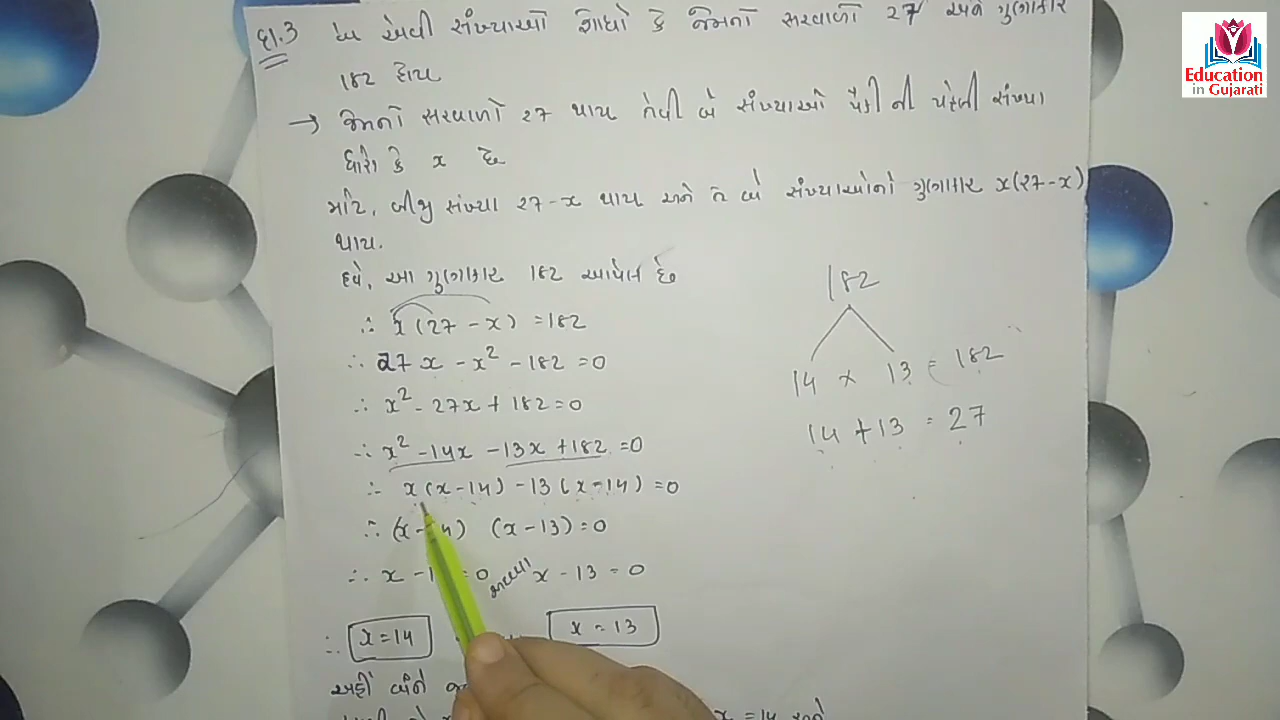 દા.3 બે એવી સંખ્યાઓ શોધો કે જેમનો સરવાળો 27 અને ગુણાકાર
182 હોય
→ જેમનો સરવાળો 27 થાય તેવી બે સંખ્યાઓ પૈકી ની પહેલી સંખ્યા
ધારો કે x છે
માટે, બીજી સંખ્યા 27-x થાય અને તે બે સંખ્યાઓનો ગુણાકાર x(27-x)
થાય.
હવે, આ ગુણાકાર 182 આપેલ છે
∴ x(27-x) =182
∴ 27x - x² - 182 =0
∴ x² - 27x + 182 =0
∴ x² -14x -13x +182 =0
∴ x(x-14) -13(x-14) =0
∴ (x-14) (x-13) =0
∴ x - 1 =0 અથવા x - 13 = 0
∴ x=14 x = 13
અહીં બંને
x =14 અને
182
14 × 13 = 182
14 + 13 = 27
Education
in Gujarati